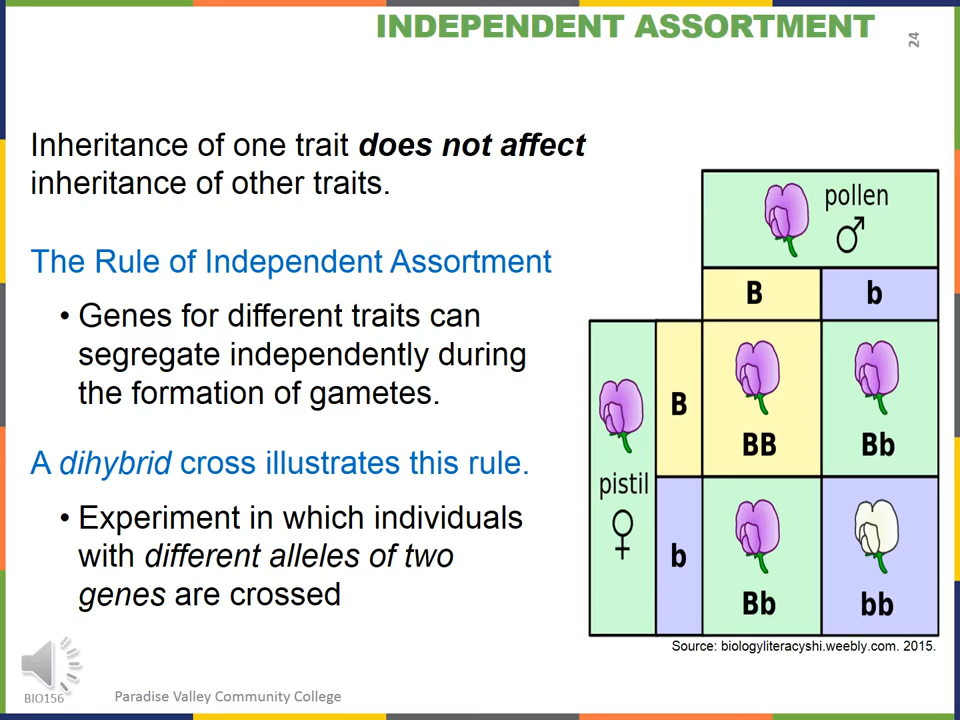 INDEPENDENT ASSORTMENT
24
Inheritance of one trait does not affect
inheritance of other traits.
The Rule of Independent Assortment
• Genes for different traits can
segregate independently during
the formation of gametes.
A dihybrid cross illustrates this rule.
• Experiment in which individuals
with different alleles of two
genes are crossed
pollen
♂
B b
pistil
♀
B
BB Bb
b
Bb bb
Source: biologyliteracyshi.weebly.com. 2015.
BIO156 Paradise Valley Community College